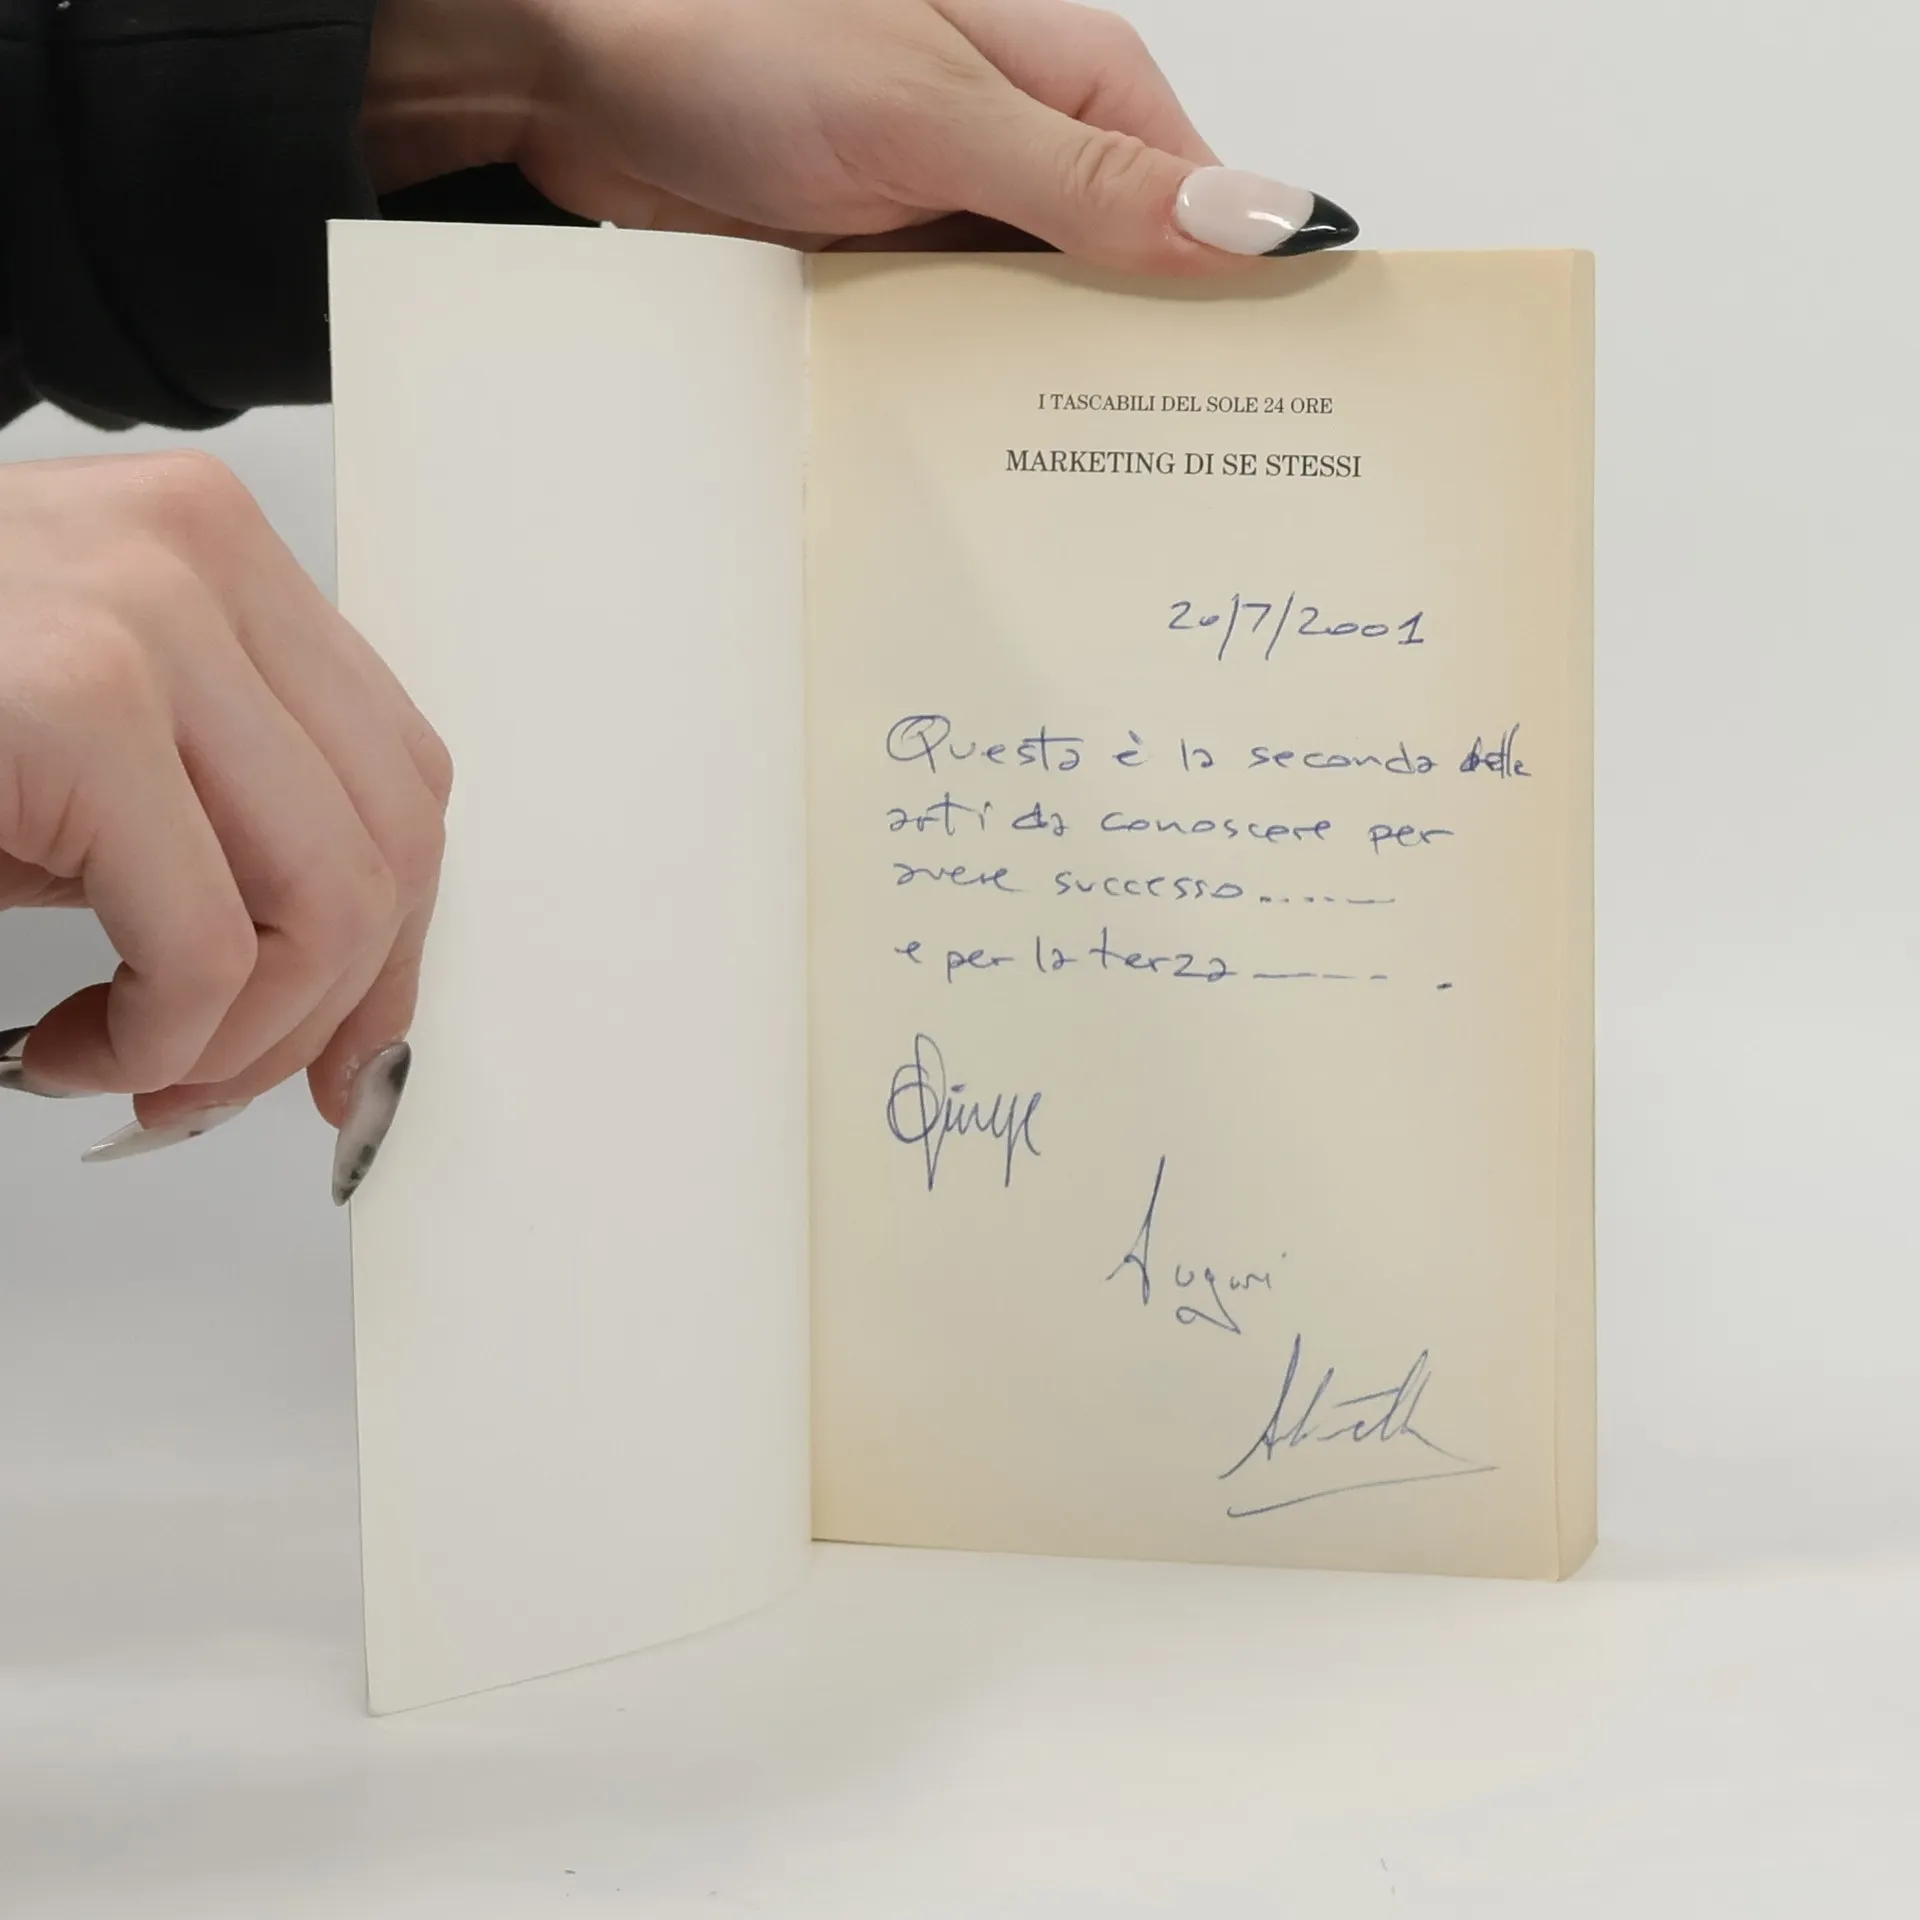 I TASCABILI DEL SOLE 24 ORE
MARKETING DI SE STESSI
20/7/2001
Questa è la seconda delle
arti da conoscere per
avere successo......
e per la terza ----- .
Auguri